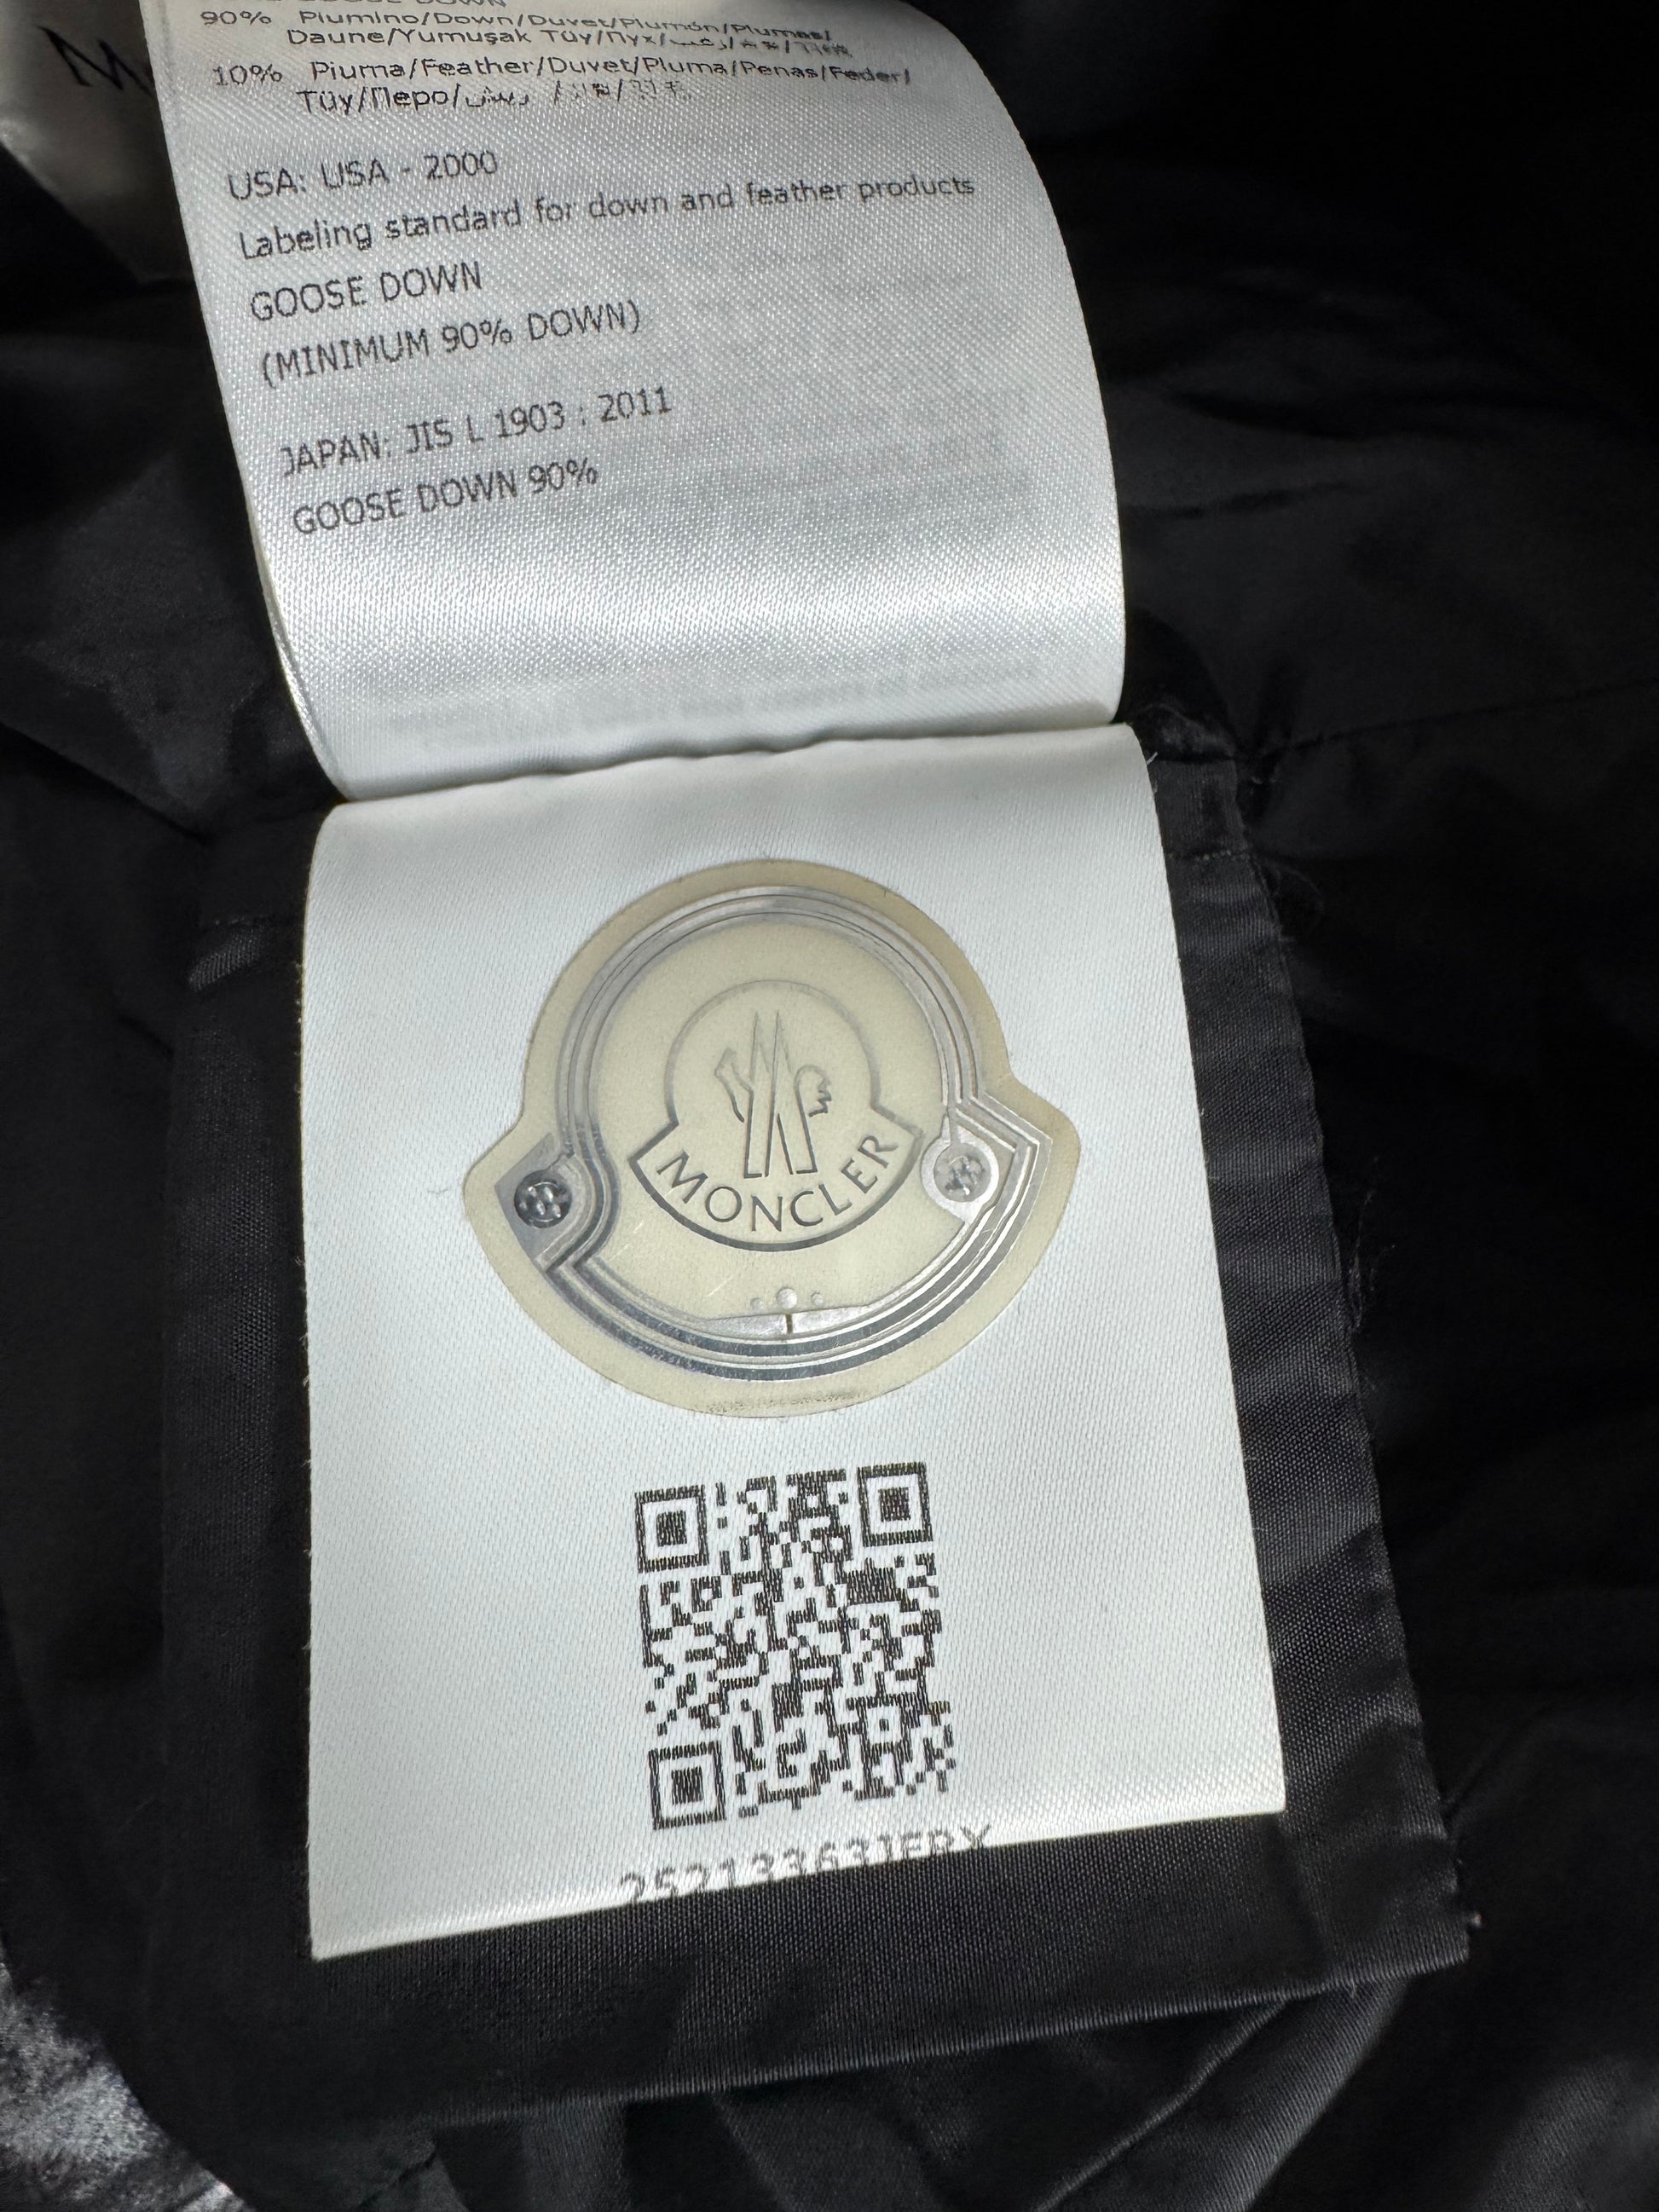 M
90% Piumino/Down/Duvet/Plumón/Plumas/
Daune/Yumuşak Tüy/Пух/
10% Piuma/Feather/Duvet/Pluma/Penas/Feder/
Tüy/Перо/ريش/
USA: USA - 2000
Labeling standard for down and feather products
GOOSE DOWN
(MINIMUM 90% DOWN)
JAPAN: JIS L 1903 : 2011
GOOSE DOWN 90%
MONCLER